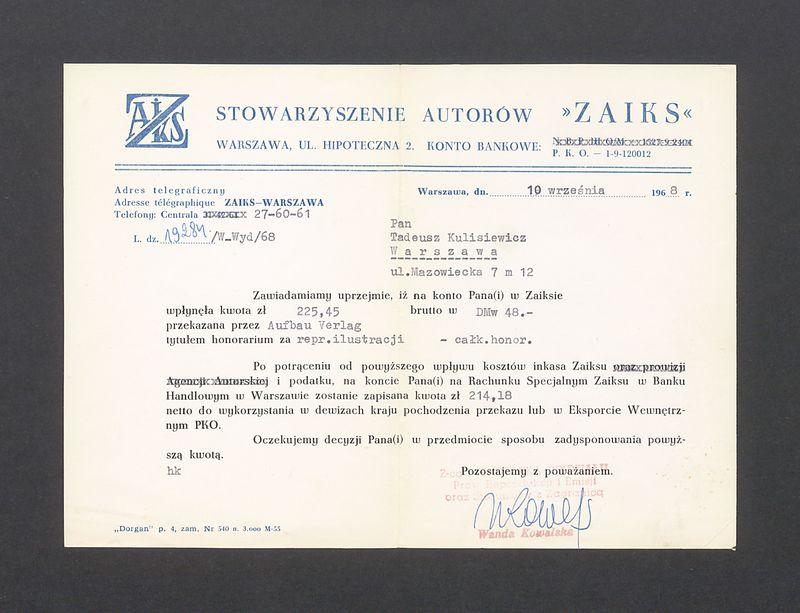 ZAiKS
STOWARZYSZENIE AUTORÓW »ZAIKS«
WARSZAWA, UL. HIPOTECZNA 2. KONTO BANKOWE:
P. K. O. — 1-9-120012
Adres telegraficzny
Adresse télégraphique ZAIKS—WARSZAWA
Telefony: Centrala 27-60-61
L. dz. 19284/W_Wyd/68
Warszawa, dn. 10 września 1968 r.
Pan
Tadeusz Kulisiewicz
Warszawa
ul.Mazowiecka 7 m 12
Zawiadamiamy uprzejmie, iż na konto Pana(i) w Zaiksie
wpłynęła kwota zł 225,45 brutto w DMw 48.-
przekazana przez Aufbau Verlag
tytułem honorarium za repr.ilustracji - całk.honor.
Po potrąceniu od powyższego wpływu kosztów inkasa Zaiksu oraz prowizji
Agencji Autorskiej i podatku, na koncie Pana(i) na Rachunku Specjalnym Zaiksu w Banku
Handlowym w Warszawie zostanie zapisana kwota zł 214,18
netto do wykorzystania w dewizach kraju pochodzenia przekazu lub w Eksporcie Wewnętrz-
nym PKO.
Oczekujemy decyzji Pana(i) w przedmiocie sposobu zadysponowania powyż-
szą kwotą.
hk
Pozostajemy z poważaniem.
oraz z Zagranicą
Wanda Kowalska
„Dorgan" p. 4, zam. Nr 540 n. 3.000 M-55